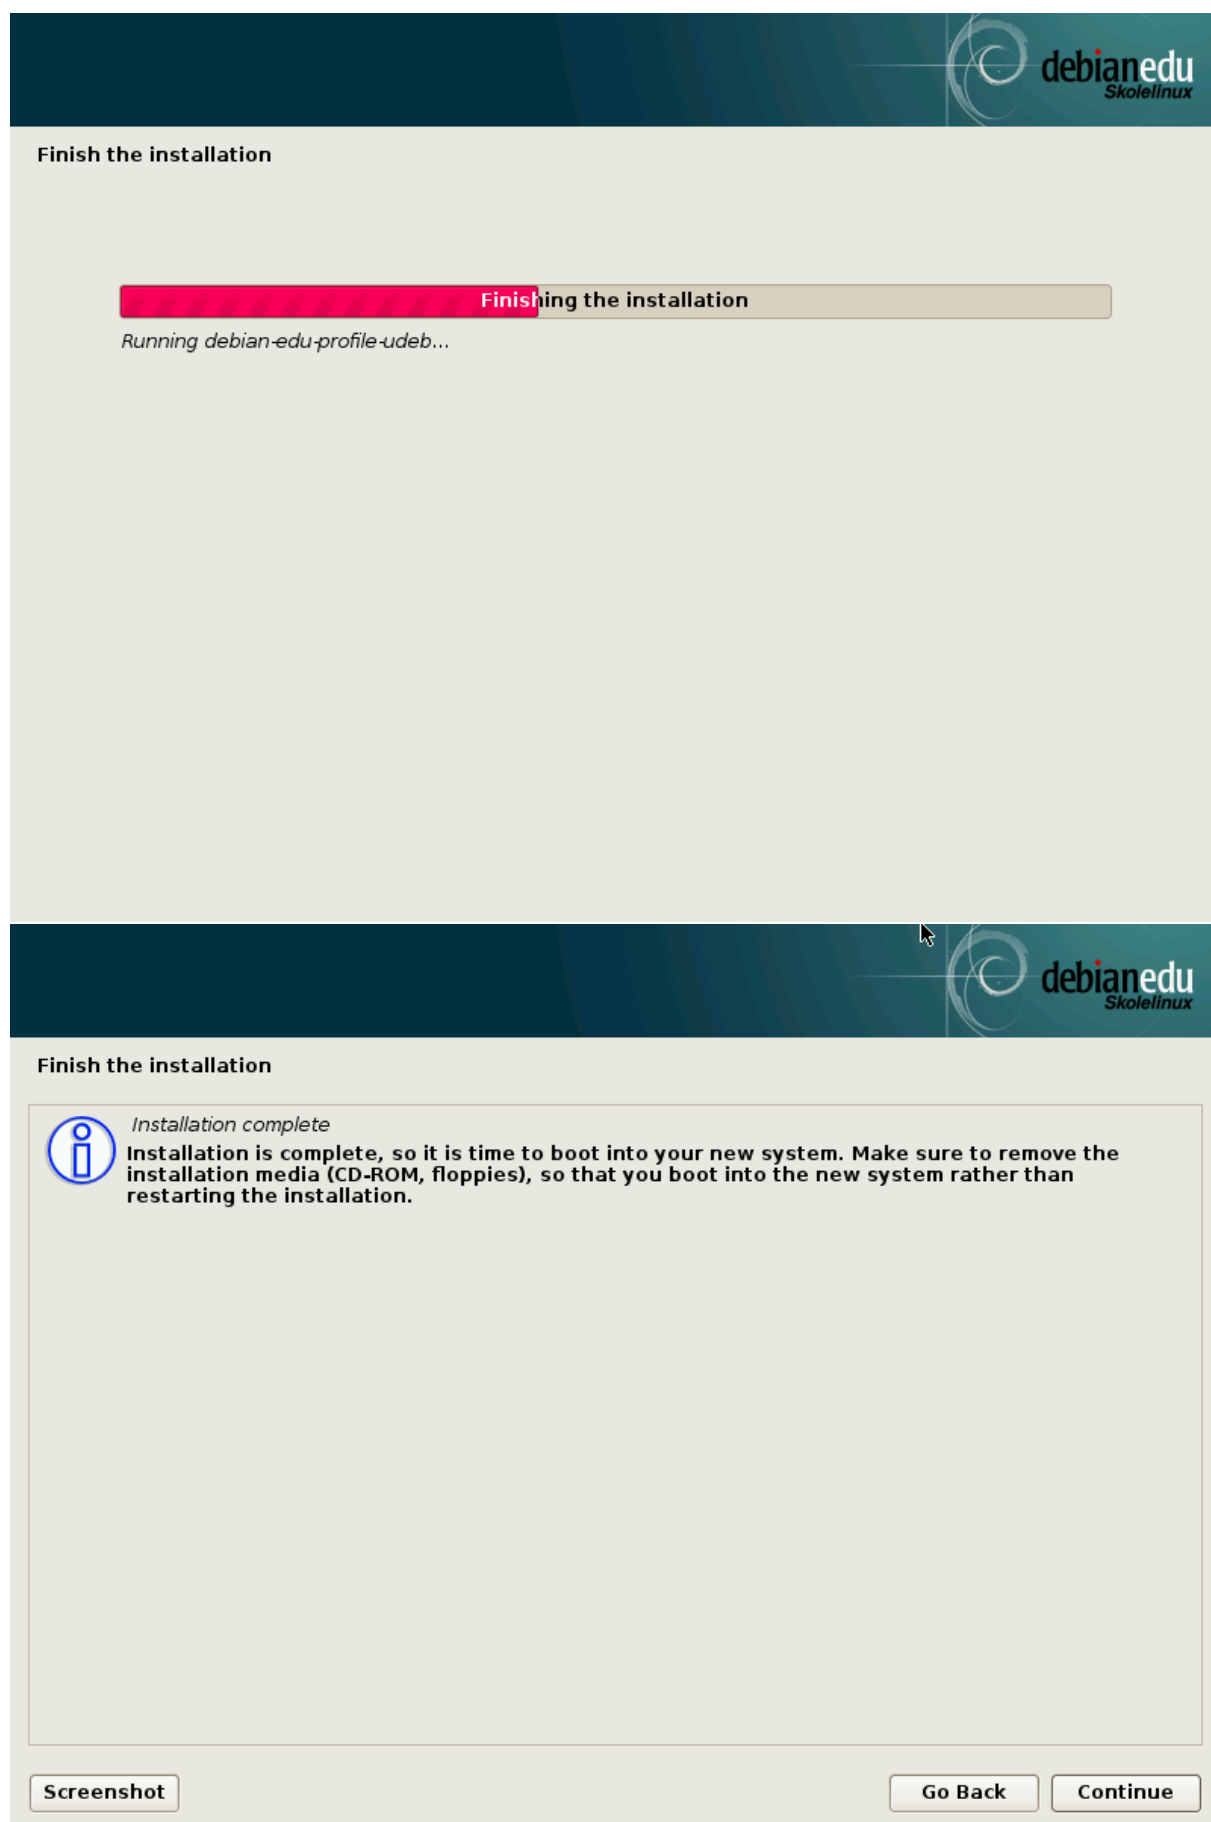 debianedu
Skolelinux
Finish the installation
Finishing the installation
Running debian-edu-profile-udeb...
debianedu
Skolelinux
Finish the installation
Installation complete
Installation is complete, so it is time to boot into your new system. Make sure to remove the
installation media (CD-ROM, floppies), so that you boot into the new system rather than
restarting the installation.
Screenshot
Go Back
Continue